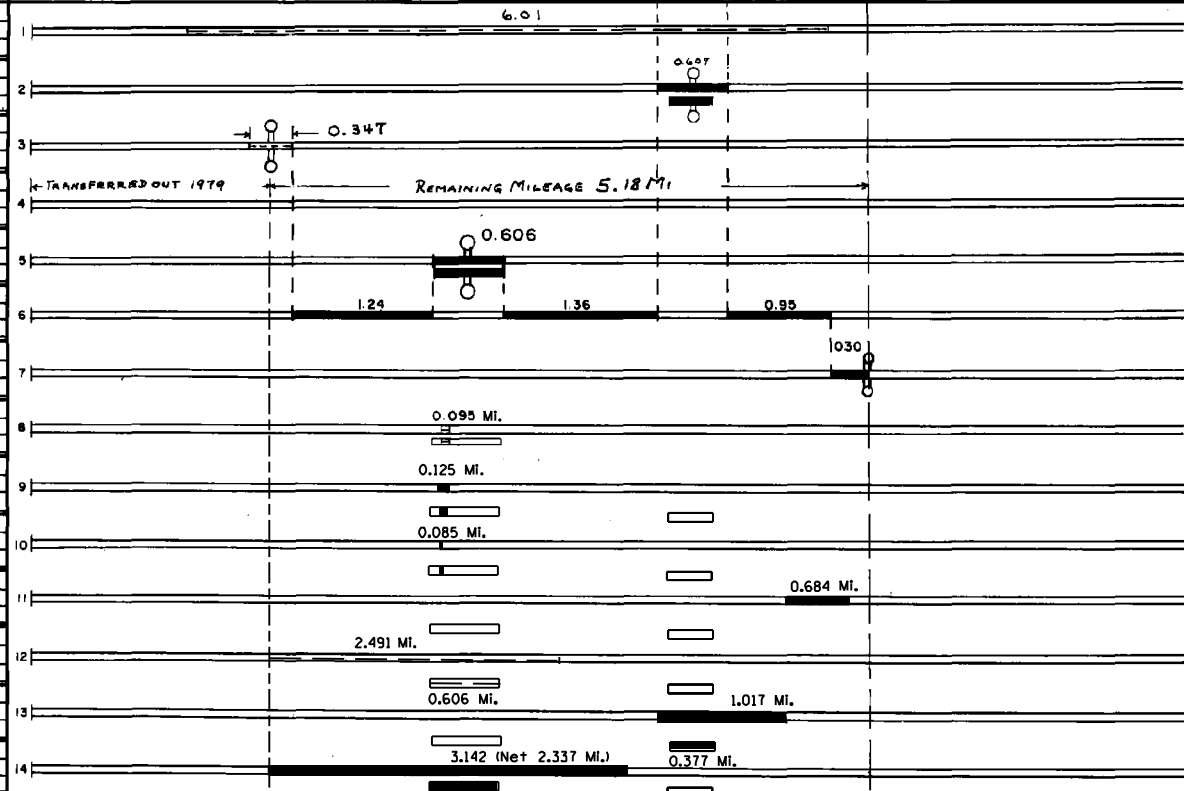 6.01
1
0.607
2
0.347
3
TRANSFERRED OUT 1979
REMAINING MILEAGE 5.18 MI
4
0.606
5
1.24 1.36 0.95
6
030
7
0.095 Mi.
8
0.125 Mi.
9
0.085 Mi.
10
0.684 Mi.
11
2.491 Mi.
12
0.606 Mi.
1.017 Mi.
13
3.142 (Net 2.337 Mi.)
0.377 Mi.
14